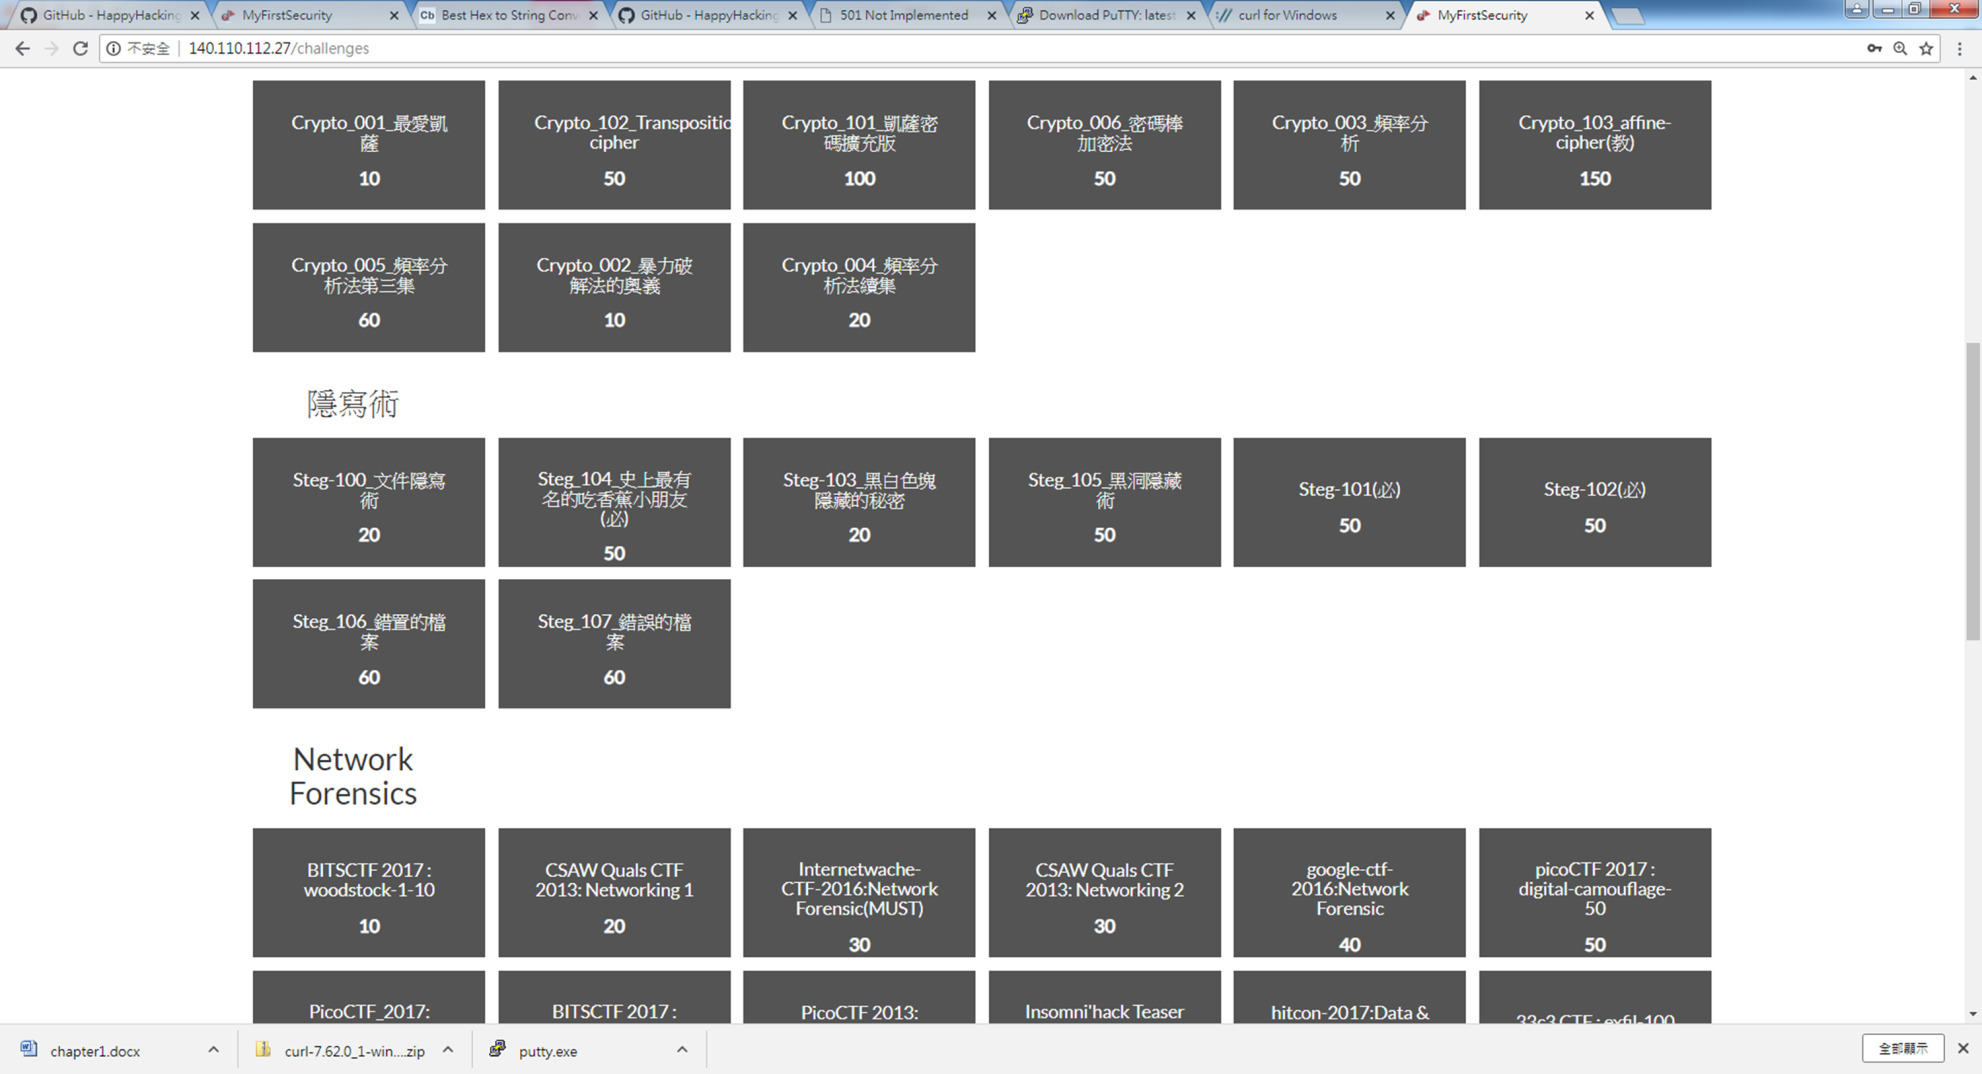 GitHub - HappyHacking
MyFirstSecurity
Cb Best Hex to String Conv
GitHub - HappyHacking
501 Not Implemented
Download PuTTY: latest
curl for Windows
MyFirstSecurity
不安全
140.110.112.27/challenges
Crypto_001_最愛凱
薩
10
Crypto_102_Transpositio
cipher
50
Crypto_101_凱薩密
碼擴充版
100
Crypto_006_密碼棒
加密法
50
Crypto_003_頻率分
析
50
Crypto_103_affine-
cipher(教)
150
Crypto_005_頻率分
析法第三集
60
Crypto_002_暴力破
解法的奧義
10
Crypto_004_頻率分
析法續集
20
隱寫術
Steg-100_文件隱寫
術
20
Steg_104_史上最有
名的吃香蕉小朋友
(必)
50
Steg-103_黑白色塊
隱藏的秘密
20
Steg_105_黑洞隱藏
術
50
Steg-101(必)
50
Steg-102(必)
50
Steg_106_錯置的檔
案
60
Steg_107_錯誤的檔
案
60
Network
Forensics
BITSCTF 2017 :
woodstock-1-10
10
CSAW Quals CTF
2013: Networking 1
20
Internetwache-
CTF-2016:Network
Forensic(MUST)
30
CSAW Quals CTF
2013: Networking 2
30
google-ctf-
2016:Network
Forensic
40
picoCTF 2017 :
digital-camouflage-
50
50
PicoCTF_2017:
BITSCTF 2017 :
PicoCTF 2013:
Insomni'hack Teaser
hitcon-2017:Data &
33c3 CTF : exfil-100
chapter1.docx
curl-7.62.0_1-win....zip
putty.exe
全部顯示